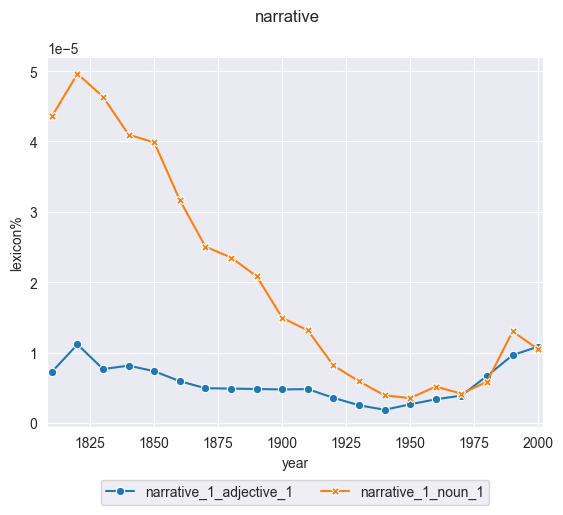 narrative
1e−5
5
4
3
2
1
0
lexicon%
1825 1850 1875 1900 1925 1950 1975 2000
year
narrative_1_adjective_1 narrative_1_noun_1